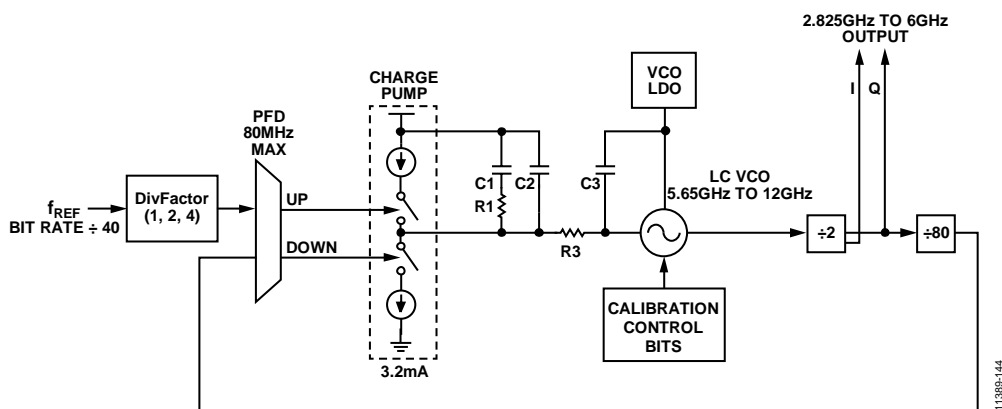 2.825GHz TO 6GHz
OUTPUT
I
Q
VCO
LDO
CHARGE
PUMP
PFD
80MHz
MAX
C1
C2
C3
LC VCO
5.65GHz TO 12GHz
R1
fREF
BIT RATE ÷ 40
DivFactor
(1, 2, 4)
UP
DOWN
R3
÷2
÷80
CALIBRATION
CONTROL
BITS
3.2mA
11389-144